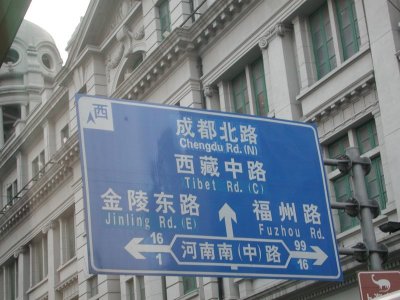 西
成都北路
Chengdu Rd.(N)
西藏中路
Tibet Rd.(C)
金陵东路
福州路
Jinling Rd.(E)
Fuzhou Rd.
16 99
河南南(中)路
1 16